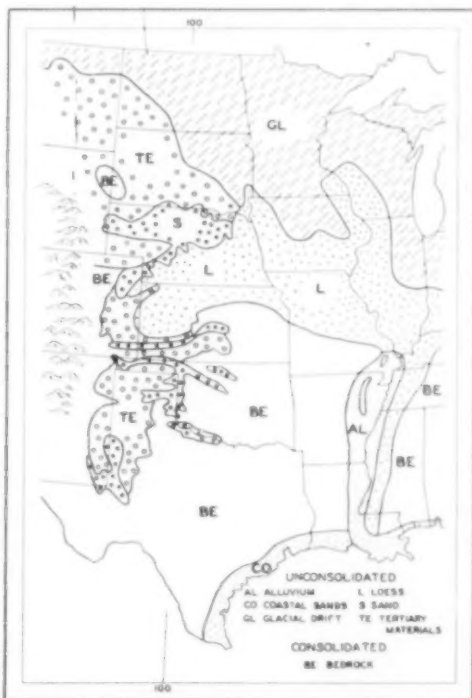 100
GL
TE
BE
S
BE
L
L
BE
TE
BE
AL
BE
BE
CO
UNCONSOLIDATED
AL ALLUVIUM L LOESS
CO COASTAL SANDS S SAND
GL GLACIAL DRIFT TE TERTIARY
MATERIALS
CONSOLIDATED
BE BEDROCK
100